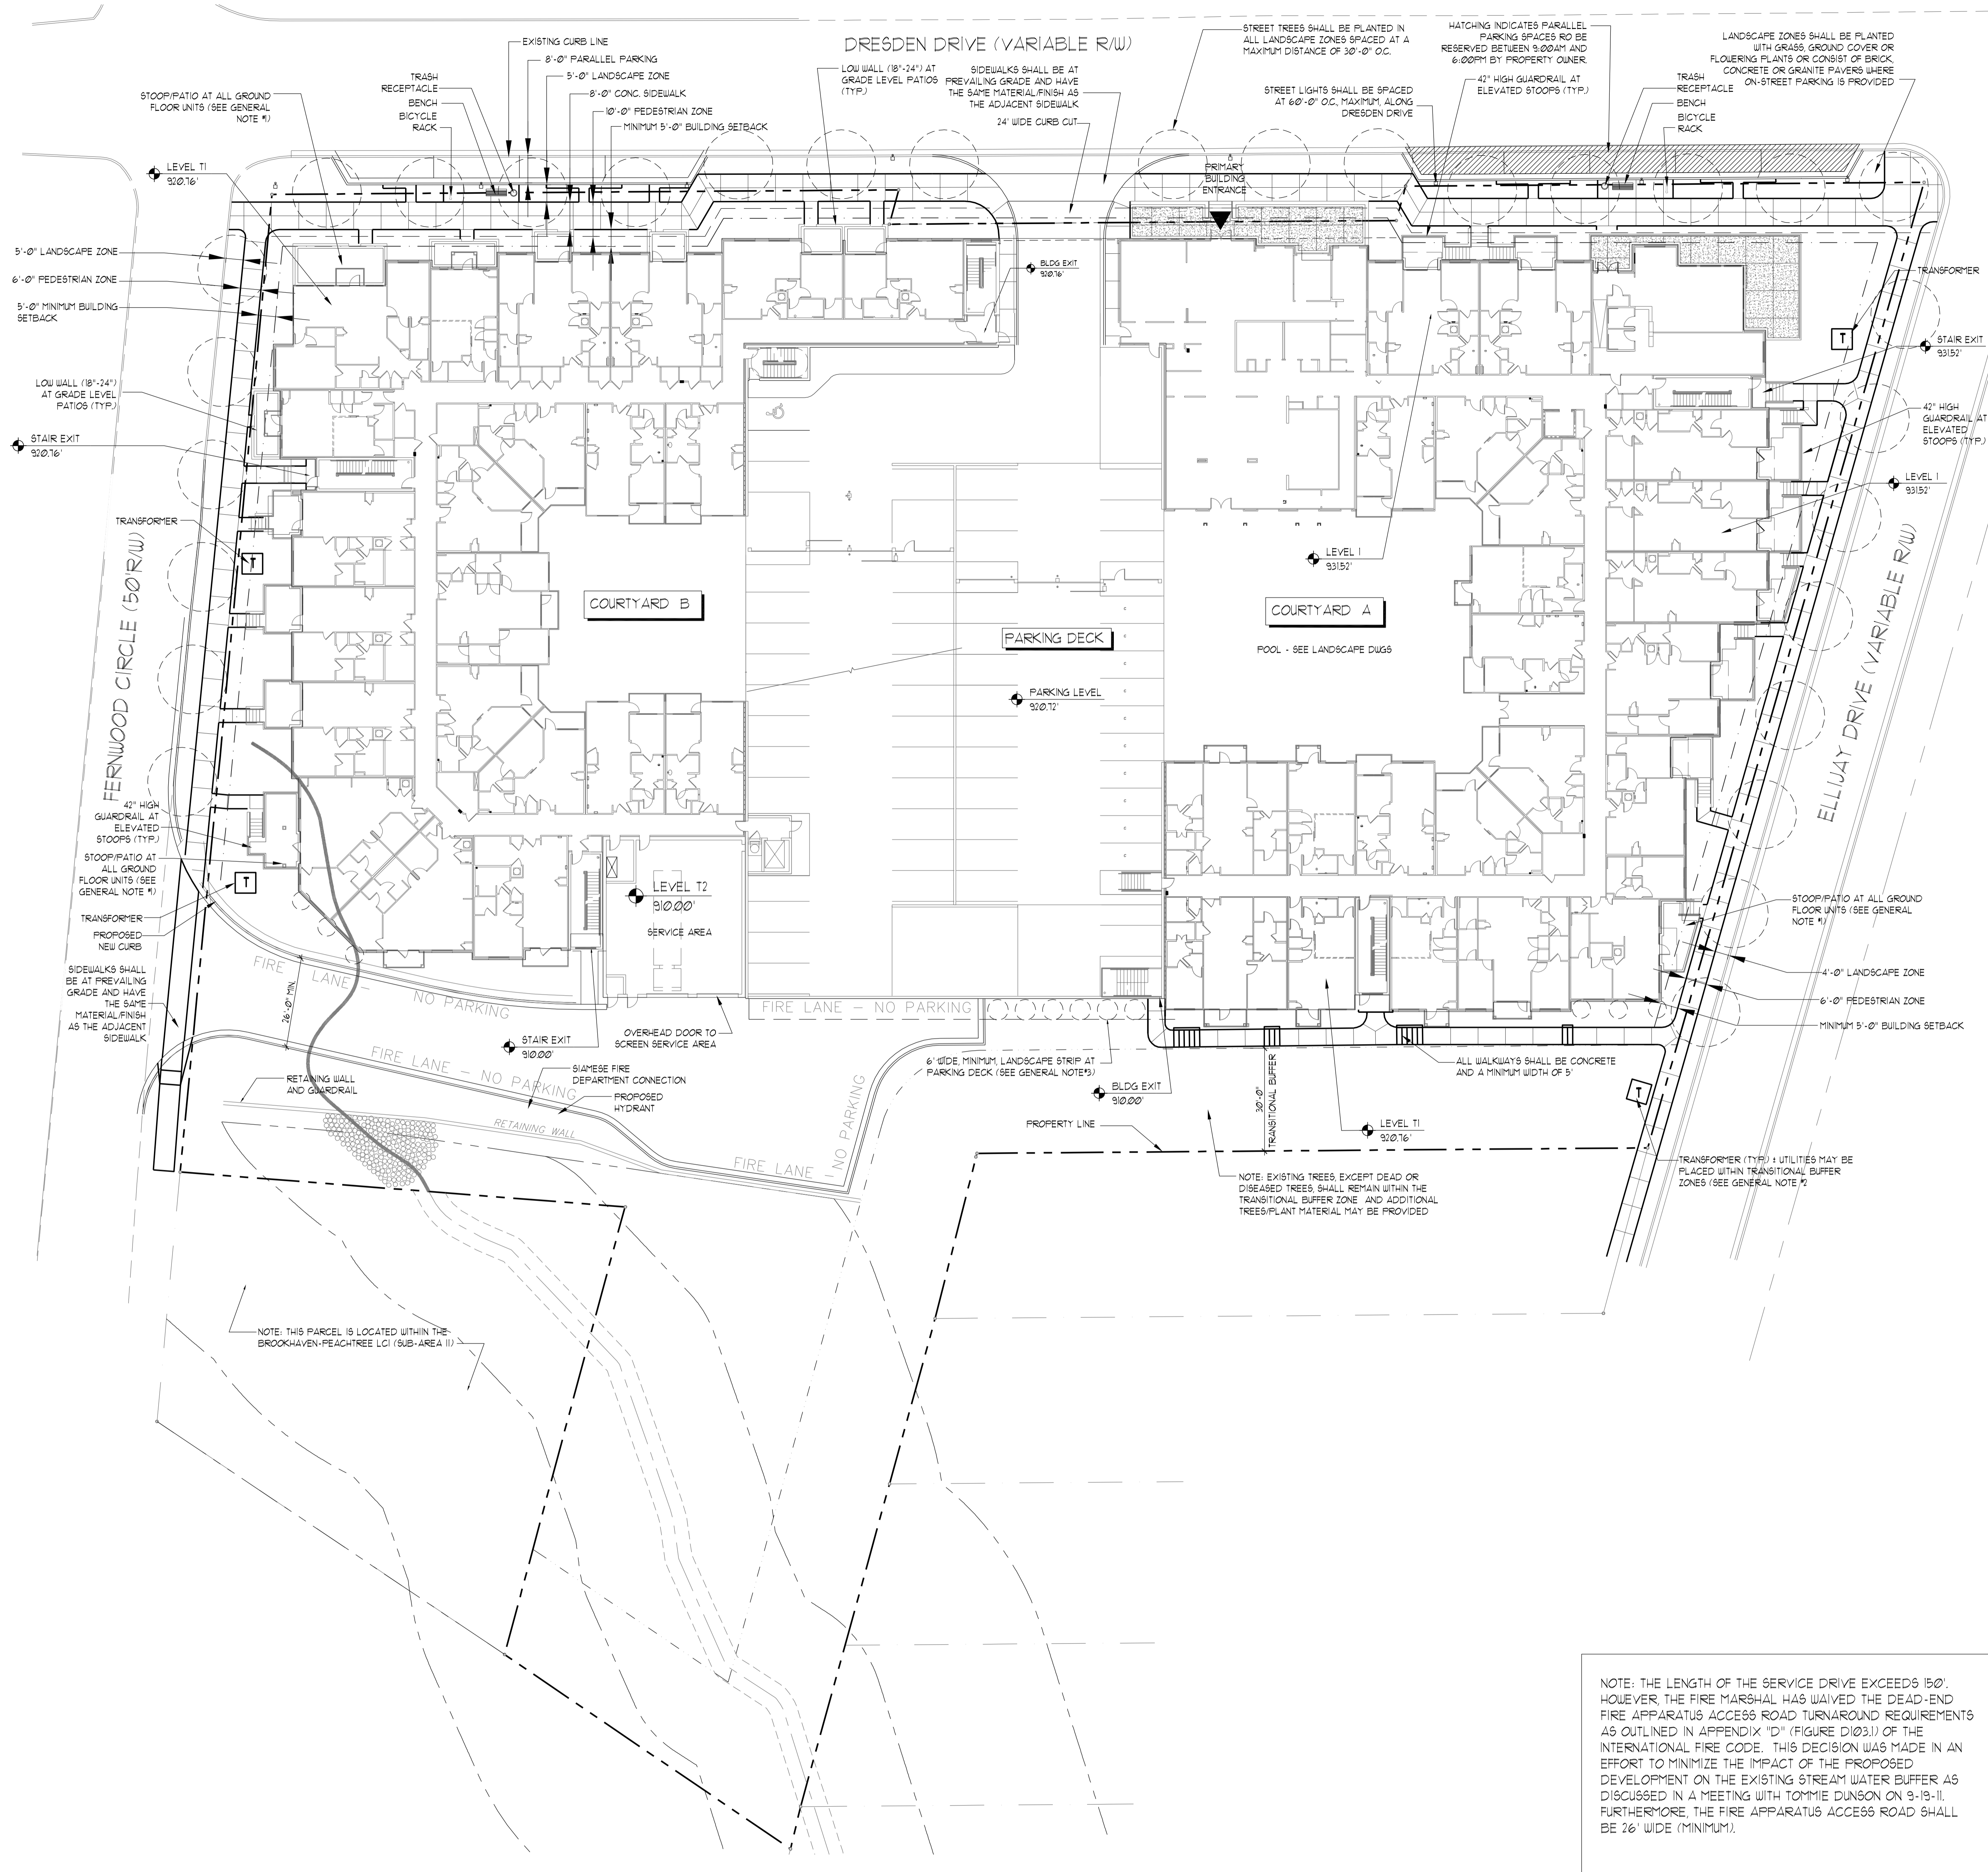 DRESDEN DRIVE (VARIABLE R/W)
EXISTING CURB LINE
8'-0" PARALLEL PARKING
5'-0" LANDSCAPE ZONE
8'-0" CONC. SIDEWALK
10'-0" PEDESTRIAN ZONE
MINIMUM 5'-0" BUILDING SETBACK
TRASH
RECEPTACLE
BENCH
BICYCLE
RACK
STOOP/PATIO AT ALL GROUND
FLOOR UNITS (SEE GENERAL
NOTE #1)
LOW WALL (18"-24") AT
GRADE LEVEL PATIOS
(TYP.)
SIDEWALKS SHALL BE AT
PREVAILING GRADE AND HAVE
THE SAME MATERIAL/FINISH AS
THE ADJACENT SIDEWALK
24' WIDE CURB CUT
STREET TREES SHALL BE PLANTED IN
ALL LANDSCAPE ZONES SPACED AT A
MAXIMUM DISTANCE OF 30'-0" O.C.
STREET LIGHTS SHALL BE SPACED
AT 60'-0" O.C., MAXIMUM, ALONG
DRESDEN DRIVE
HATCHING INDICATES PARALLEL
PARKING SPACES RO BE
RESERVED BETWEEN 9:00AM AND
6:00PM BY PROPERTY OWNER.
42" HIGH GUARDRAIL AT
ELEVATED STOOPS (TYP.)
TRASH
RECEPTACLE
BENCH
BICYCLE
RACK
LANDSCAPE ZONES SHALL BE PLANTED
WITH GRASS, GROUND COVER OR
FLOWERING PLANTS OR CONSIST OF BRICK,
CONCRETE OR GRANITE PAVERS WHERE
ON-STREET PARKING IS PROVIDED
LEVEL T1
920.76'
PRIMARY
BUILDING
ENTRANCE
5'-0" LANDSCAPE ZONE
6'-0" PEDESTRIAN ZONE
5'-0" MINIMUM BUILDING
SETBACK
BLDG EXIT
920.76'
TRANSFORMER
T
STAIR EXIT
931.52'
LOW WALL (18"-24")
AT GRADE LEVEL
PATIOS (TYP.)
STAIR EXIT
920.76'
42" HIGH
GUARDRAIL AT
ELEVATED
STOOPS (TYP.)
LEVEL 1
931.52'
TRANSFORMER
T
FERNWOOD CIRCLE (50'R/W)
ELLIJAY DRIVE (VARIABLE R/W)
LEVEL 1
931.52'
COURTYARD B
COURTYARD A
PARKING DECK
POOL - SEE LANDSCAPE DWGS
PARKING LEVEL
920.72'
42" HIGH
GUARDRAIL AT
ELEVATED
STOOPS (TYP.)
STOOP/PATIO AT
ALL GROUND
FLOOR UNITS (SEE
GENERAL NOTE #1)
T
TRANSFORMER
PROPOSED
NEW CURB
LEVEL T2
910.00'
SERVICE AREA
STOOP/PATIO AT ALL GROUND
FLOOR UNITS (SEE GENERAL
NOTE #1)
4'-0" LANDSCAPE ZONE
6'-0" PEDESTRIAN ZONE
MINIMUM 5'-0" BUILDING SETBACK
SIDEWALKS SHALL
BE AT PREVAILING
GRADE AND HAVE
THE SAME
MATERIAL/FINISH
AS THE ADJACENT
SIDEWALK
FIRE LANE - NO PARKING
26'-0" MIN.
FIRE LANE - NO PARKING
STAIR EXIT
910.00'
OVERHEAD DOOR TO
SCREEN SERVICE AREA
FIRE LANE - NO PARKING
SIAMESE FIRE
DEPARTMENT CONNECTION
PROPOSED
HYDRANT
RETAINING WALL
AND GUARDRAIL
RETAINING WALL
FIRE LANE - NO PARKING
6' WIDE, MINIMUM, LANDSCAPE STRIP AT
PARKING DECK (SEE GENERAL NOTE#3)
BLDG EXIT
910.00'
PROPERTY LINE
30'-0"
TRANSITIONAL BUFFER
ALL WALKWAYS SHALL BE CONCRETE
AND A MINIMUM WIDTH OF 5'
LEVEL T1
920.76'
T
NOTE: EXISTING TREES, EXCEPT DEAD OR
DISEASED TREES, SHALL REMAIN WITHIN THE
TRANSITIONAL BUFFER ZONE AND ADDITIONAL
TREES/PLANT MATERIAL MAY BE PROVIDED
TRANSFORMER (TYP.) & UTILITIES MAY BE
PLACED WITHIN TRANSITIONAL BUFFER
ZONES (SEE GENERAL NOTE #2
NOTE: THIS PARCEL IS LOCATED WITHIN THE
BROOKHAVEN-PEACHTREE LCI (SUB-AREA II)
NOTE: THE LENGTH OF THE SERVICE DRIVE EXCEEDS 150'.
HOWEVER, THE FIRE MARSHAL HAS WAIVED THE DEAD-END
FIRE APPARATUS ACCESS ROAD TURNAROUND REQUIREMENTS
AS OUTLINED IN APPENDIX "D" (FIGURE D103.1) OF THE
INTERNATIONAL FIRE CODE. THIS DECISION WAS MADE IN AN
EFFORT TO MINIMIZE THE IMPACT OF THE PROPOSED
DEVELOPMENT ON THE EXISTING STREAM WATER BUFFER AS
DISCUSSED IN A MEETING WITH TOMMIE DUNSON ON 9-19-11.
FURTHERMORE, THE FIRE APPARATUS ACCESS ROAD SHALL
BE 26' WIDE (MINIMUM).